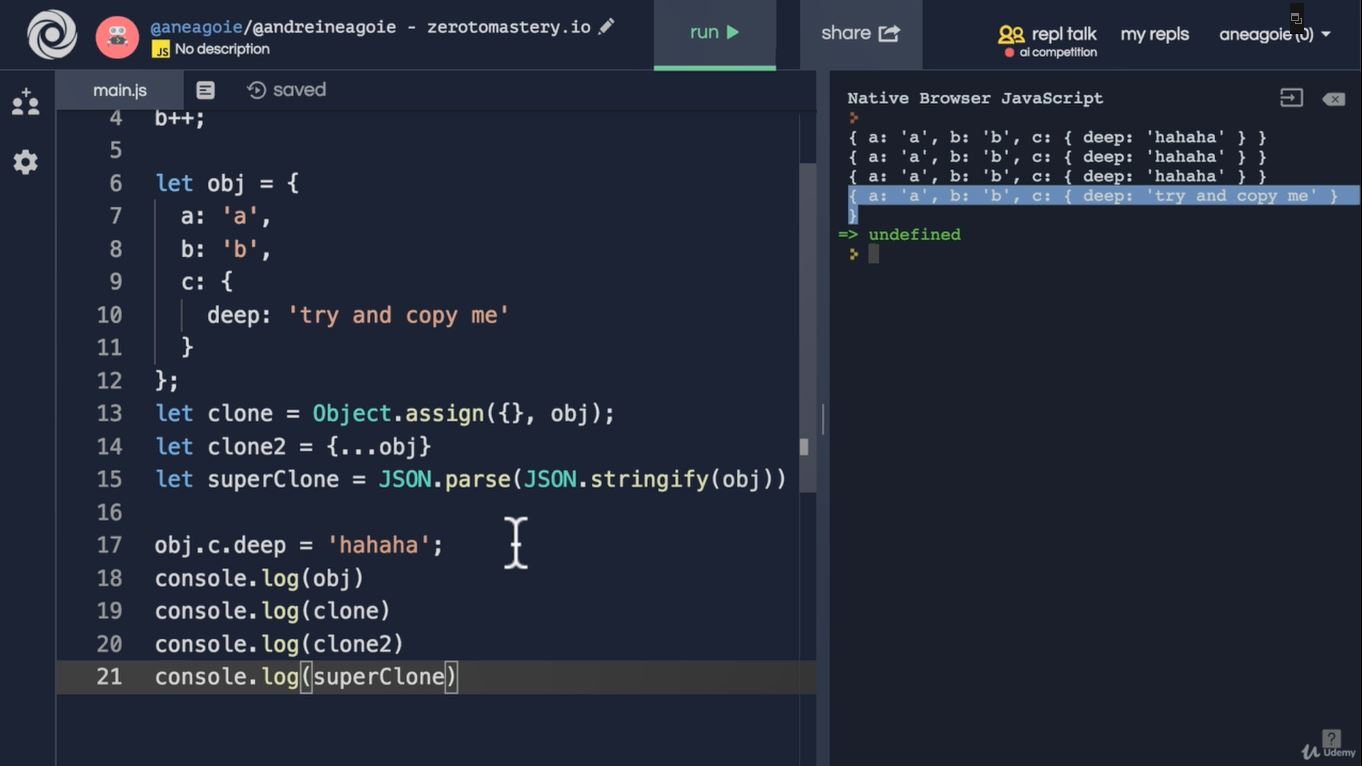 @aneagoie/@andreineagoie - zerotomastery.io
JS No description
run
share
repl talk
ai competition
my repls
aneagoie (0)
main.js
saved
4 b++;
5
6 let obj = {
7 a: 'a',
8 b: 'b',
9 c: {
10 deep: 'try and copy me'
11 }
12 };
13 let clone = Object.assign({}, obj);
14 let clone2 = {...obj}
15 let superClone = JSON.parse(JSON.stringify(obj))
16
17 obj.c.deep = 'hahaha';
18 console.log(obj)
19 console.log(clone)
20 console.log(clone2)
21 console.log(superClone)
Native Browser JavaScript
{ a: 'a', b: 'b', c: { deep: 'hahaha' } }
{ a: 'a', b: 'b', c: { deep: 'hahaha' } }
{ a: 'a', b: 'b', c: { deep: 'hahaha' } }
{ a: 'a', b: 'b', c: { deep: 'try and copy me' }
}
=> undefined
?
Udemy